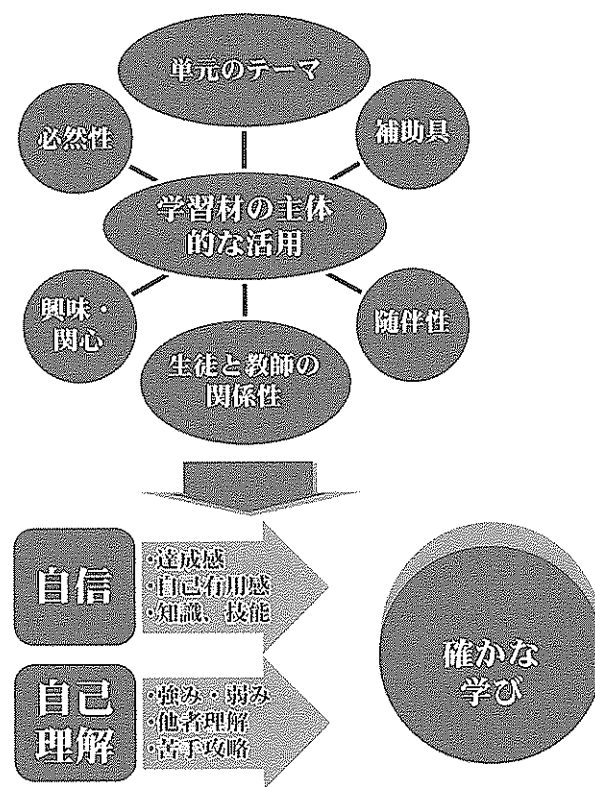 単元のテーマ
必然性
補助具
学習材の主体
的な活用
興味・
関心
随伴性
生徒と教師の
関係性
自信
・達成感
・自己有用感
・知識、技能
自己
理解
・強み・弱み
・他者理解
・苦手攻略
確かな
学び